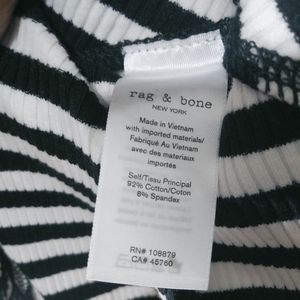 rag & bone
NEW YORK
Made in Vietnam
with imported materials/
Fabriqué Au Vietnam
avec des materiaux
importés
Self/Tissu Principal
92% Cotton/Coton
8% Spandex
RN# 108879
CA# 45760